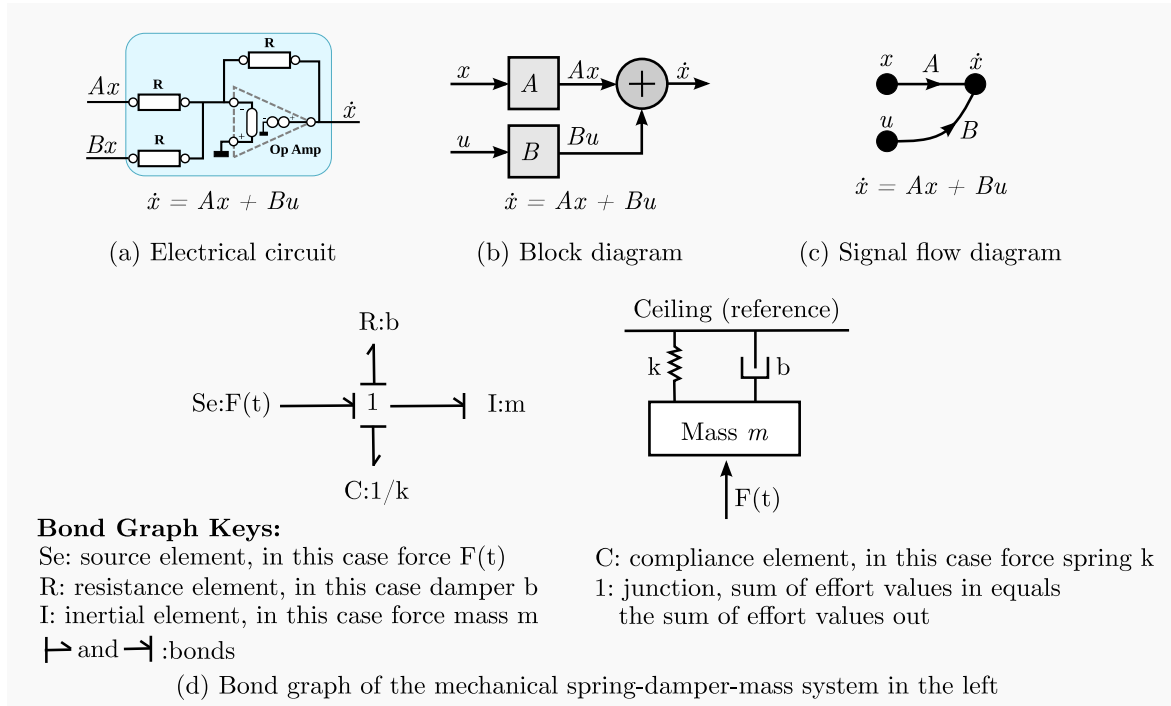 R
Ax
R
ẋ
Bx
R
-
+
-
+
Op Amp
ẋ = Ax + Bu
(a) Electrical circuit
x
A
Ax
+
ẋ
u
B
Bu
ẋ = Ax + Bu
(b) Block diagram
x
A
ẋ
u
B
ẋ = Ax + Bu
(c) Signal flow diagram
R:b
Se:F(t)
1
I:m
C:1/k
Ceiling (reference)
k
b
Mass m
F(t)
Bond Graph Keys:
Se: source element, in this case force F(t)
R: resistance element, in this case damper b
I: inertial element, in this case force mass m
and :bonds
C: compliance element, in this case force spring k
1: junction, sum of effort values in equals
the sum of effort values out
(d) Bond graph of the mechanical spring-damper-mass system in the left